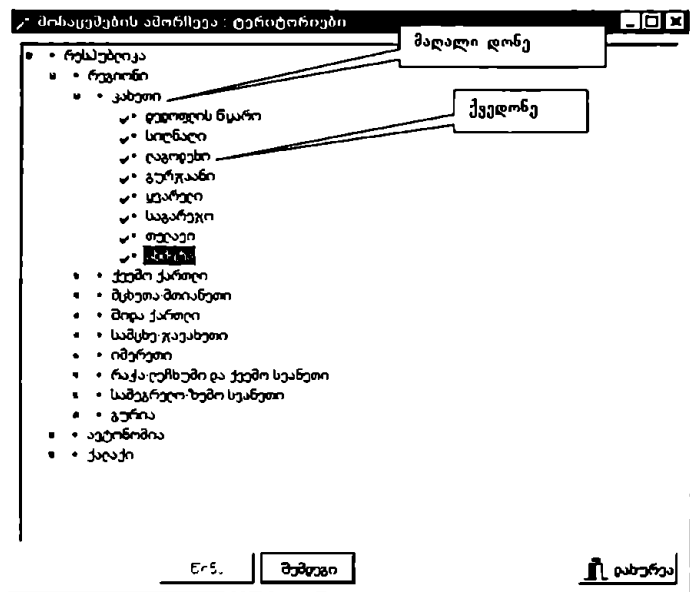 მონაცემების ამორჩევა : ტერიტორიები
მაღალი დონე
რესპუბლიკა
რეგიონი
კახეთი
ქვედონე
დედოფლის წყარო
სიღნაღი
ლაგოდეხი
გურჯაანი
ყვარელი
საგარეჯო
თელავი
ახმეტა
ქვემო ქართლი
მცხეთა-მთიანეთი
შიდა ქართლი
სამცხე-ჯავახეთი
იმერეთი
რაჭა-ლეჩხუმი და ქვემო სვანეთი
სამეგრელო-ზემო სვანეთი
გურია
ავტონომია
ქალაქი
შემდეგი
დახურვა